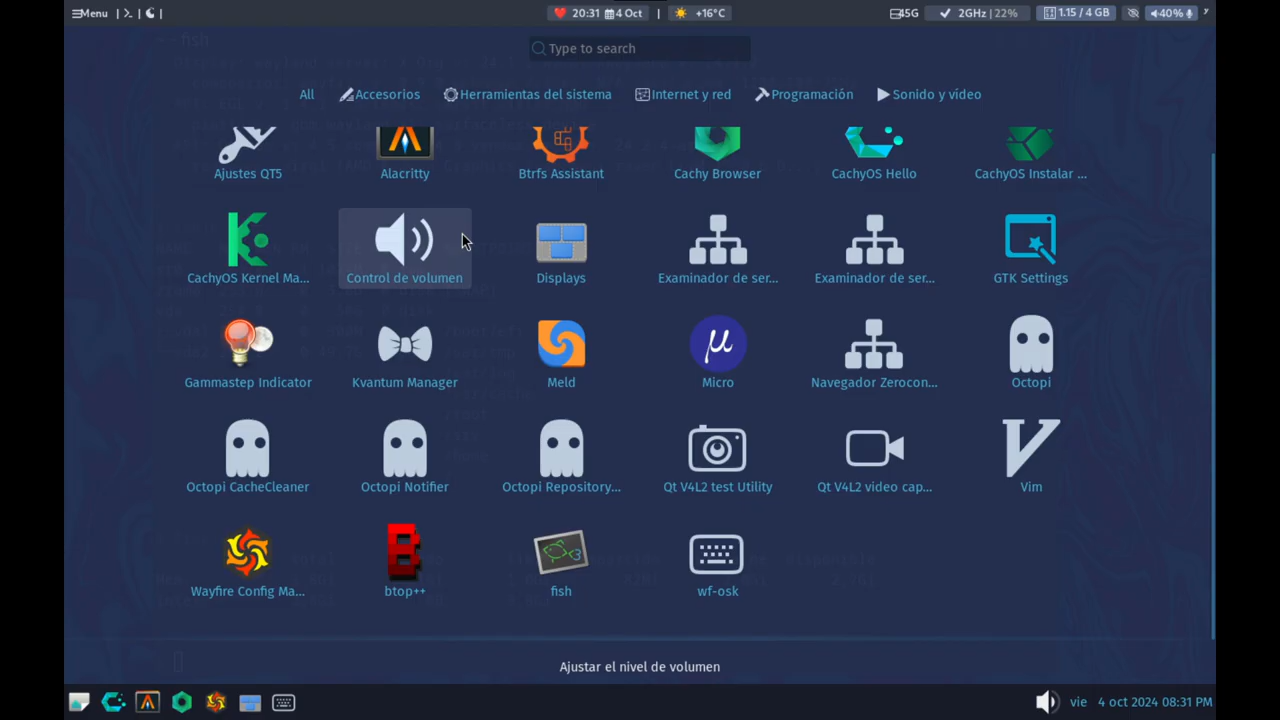 Menu | >_ |
20:31 4 Oct | +16°C
45G 2GHz | 22% 1.15 / 4 GB 40%
fish
Type to search
All Accesorios Herramientas del sistema Internet y red Programación Sonido y vídeo
Ajustes QT5 Alacritty Btrfs Assistant Cachy Browser CachyOS Hello CachyOS Instalar ...
CachyOS Kernel Ma... Control de volumen Displays Examinador de ser... Examinador de ser... GTK Settings
Gammastep Indicator Kvantum Manager Meld Micro Navegador Zerocon... Octopi
Octopi CacheCleaner Octopi Notifier Octopi Repository... Qt V4L2 test Utility Qt V4L2 video cap... Vim
Wayfire Config Ma... btop++ fish wf-osk
Ajustar el nivel de volumen
vie 4 oct 2024 08:31 PM